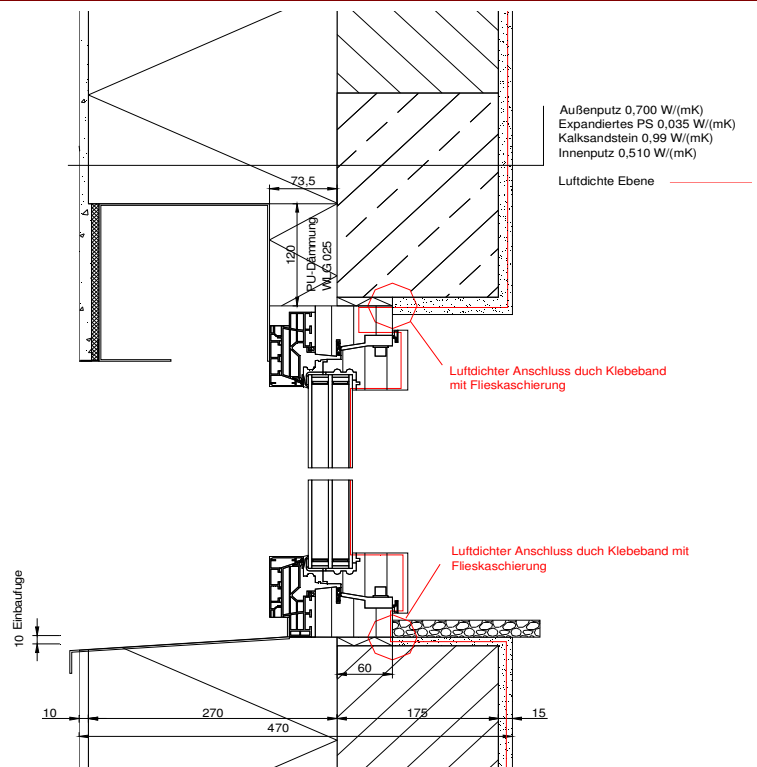 Außenputz 0,700 W/(mK)
Expandiertes PS 0,035 W/(mK)
Kalksandstein 0,99 W/(mK)
Innenputz 0,510 W/(mK)
Luftdichte Ebene
73,5
120
PU-Dämmung
WLG 025
Luftdichter Anschluss duch Klebeband
mit Flieskaschierung
Luftdichter Anschluss duch Klebeband mit
Flieskaschierung
10 Einbaufuge
60
10
270
175
15
470